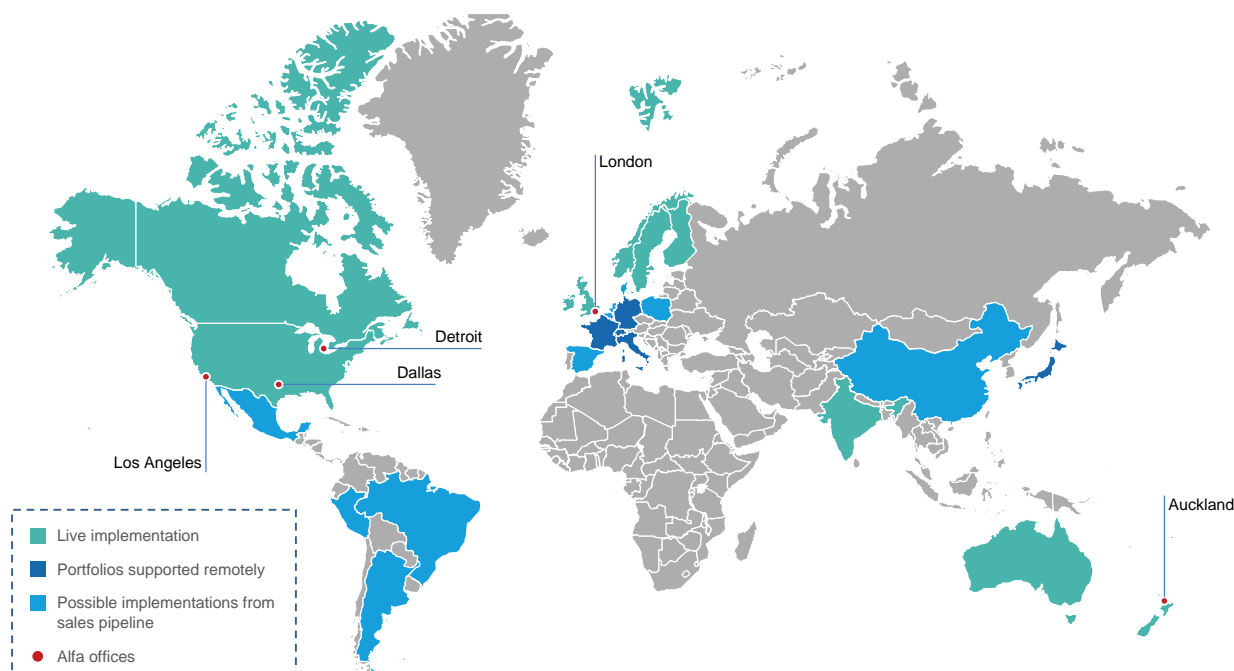 London
Detroit
Dallas
Los Angeles
Auckland
Live implementation
Portfolios supported remotely
Possible implementations from
sales pipeline
Alfa offices